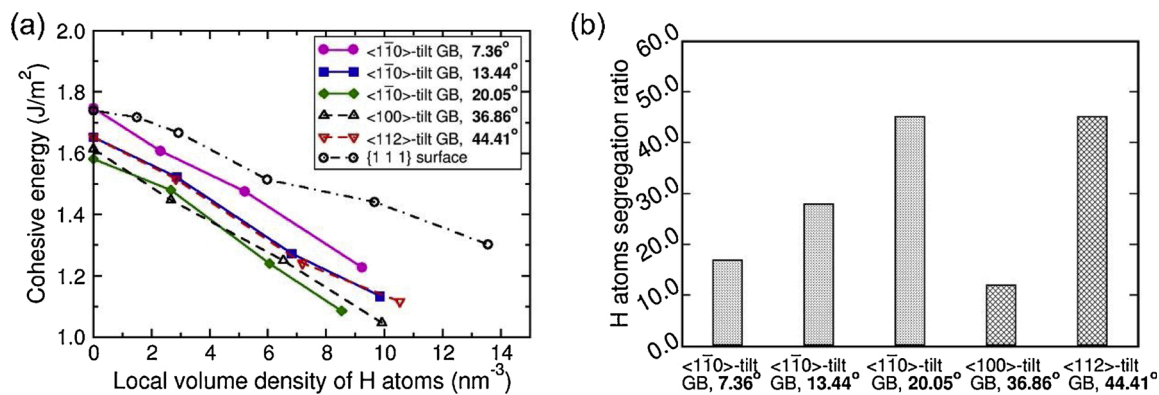 (a)
2.0
1.8
1.6
1.4
1.2
1.0
Cohesive energy (J/m²)
<11̅0>-tilt GB, 7.36°
<11̅0>-tilt GB, 13.44°
<11̅0>-tilt GB, 20.05°
<100>-tilt GB, 36.86°
<112>-tilt GB, 44.41°
{1 1 1} surface
0 2 4 6 8 10 12 14
Local volume density of H atoms (nm⁻³)
(b)
60.0
50.0
40.0
30.0
20.0
10.0
0.0
H atoms segregation ratio
<11̅0>-tilt <11̅0>-tilt <11̅0>-tilt <100>-tilt <112>-tilt
GB, 7.36° GB, 13.44° GB, 20.05° GB, 36.86° GB, 44.41°